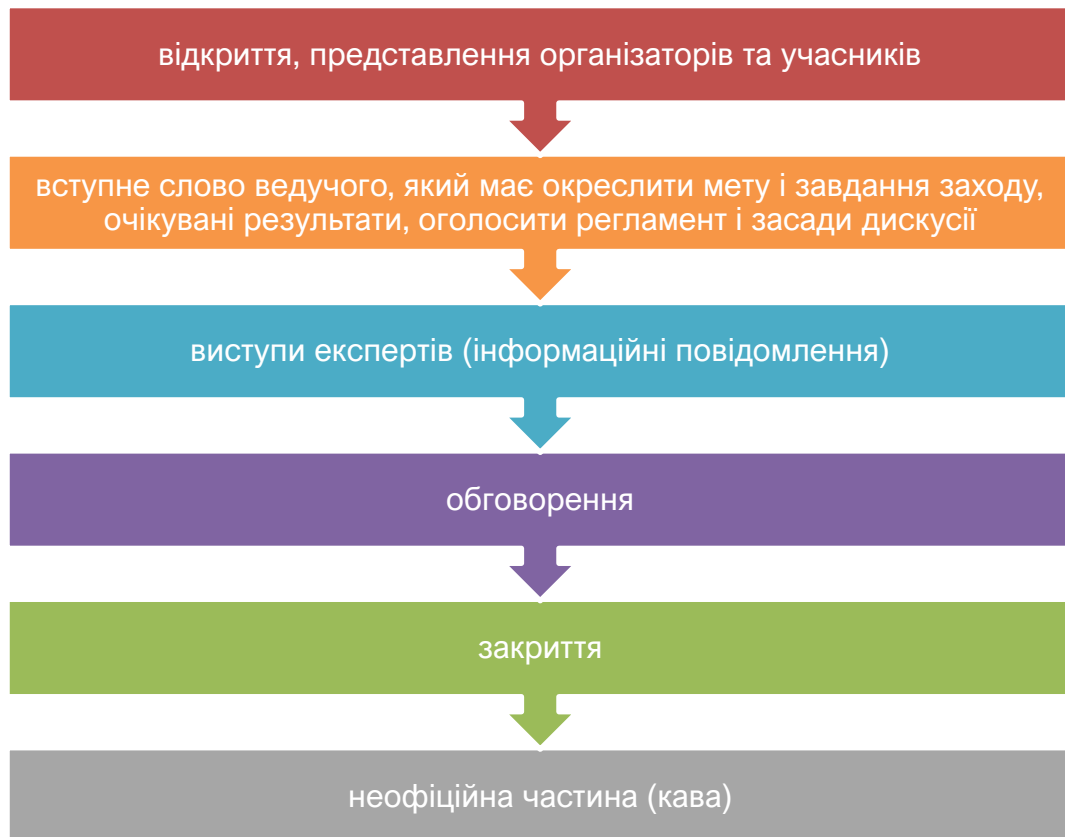 відкриття, представлення організаторів та учасників
вступне слово ведучого, який має окреслити мету і завдання заходу,
очікувані результати, оголосити регламент і засади дискусії
виступи експертів (інформаційні повідомлення)
обговорення
закриття
неофіційна частина (кава)